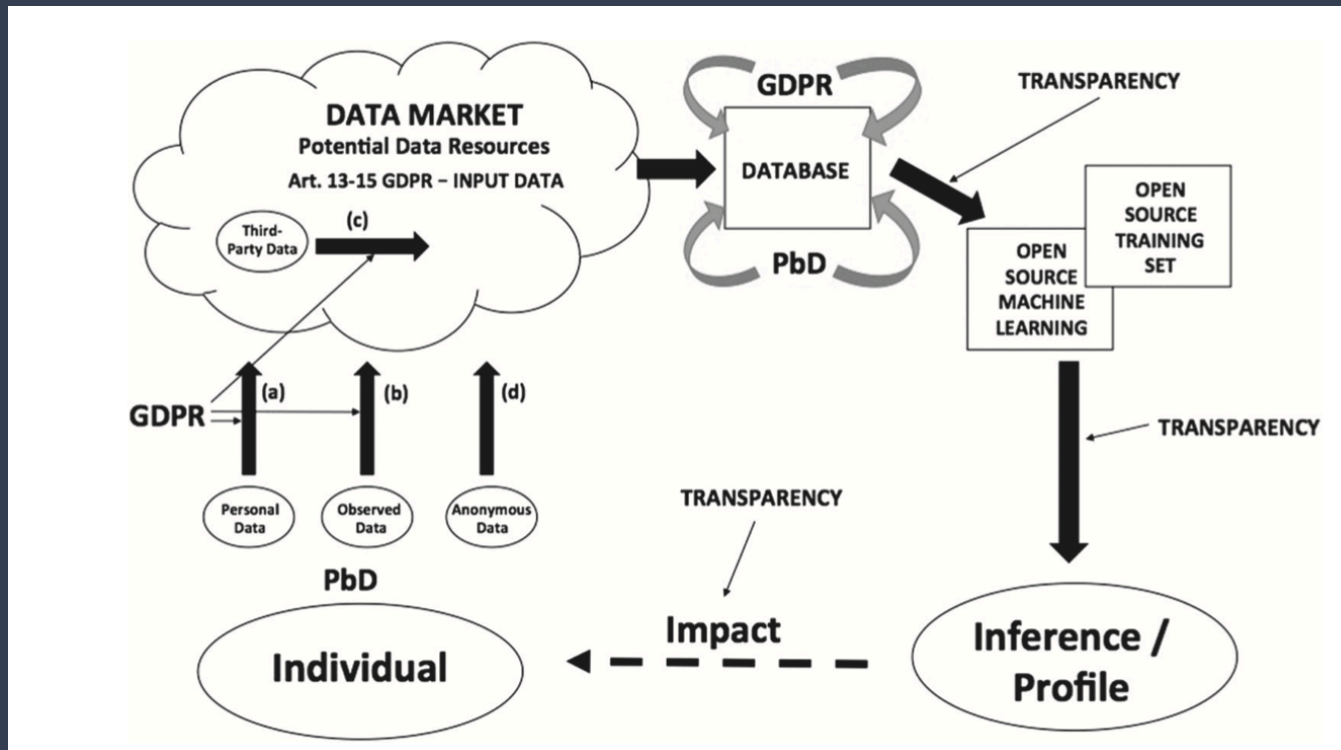 DATA MARKET
Potential Data Resources
Art. 13-15 GDPR – INPUT DATA
Third-
Party Data
(c)
GDPR
DATABASE
PbD
TRANSPARENCY
OPEN
SOURCE
TRAINING
SET
OPEN
SOURCE
MACHINE
LEARNING
GDPR
(a)
(b)
(d)
TRANSPARENCY
Personal
Data
Observed
Data
Anonymous
Data
TRANSPARENCY
PbD
Individual
Impact
Inference /
Profile